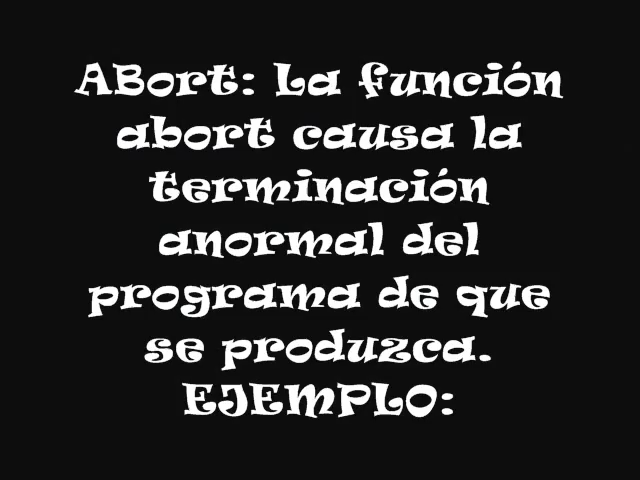 ABort: La función
abort causa la
terminación
anormal del
programa de que
se produzca.
EJEMPLO: